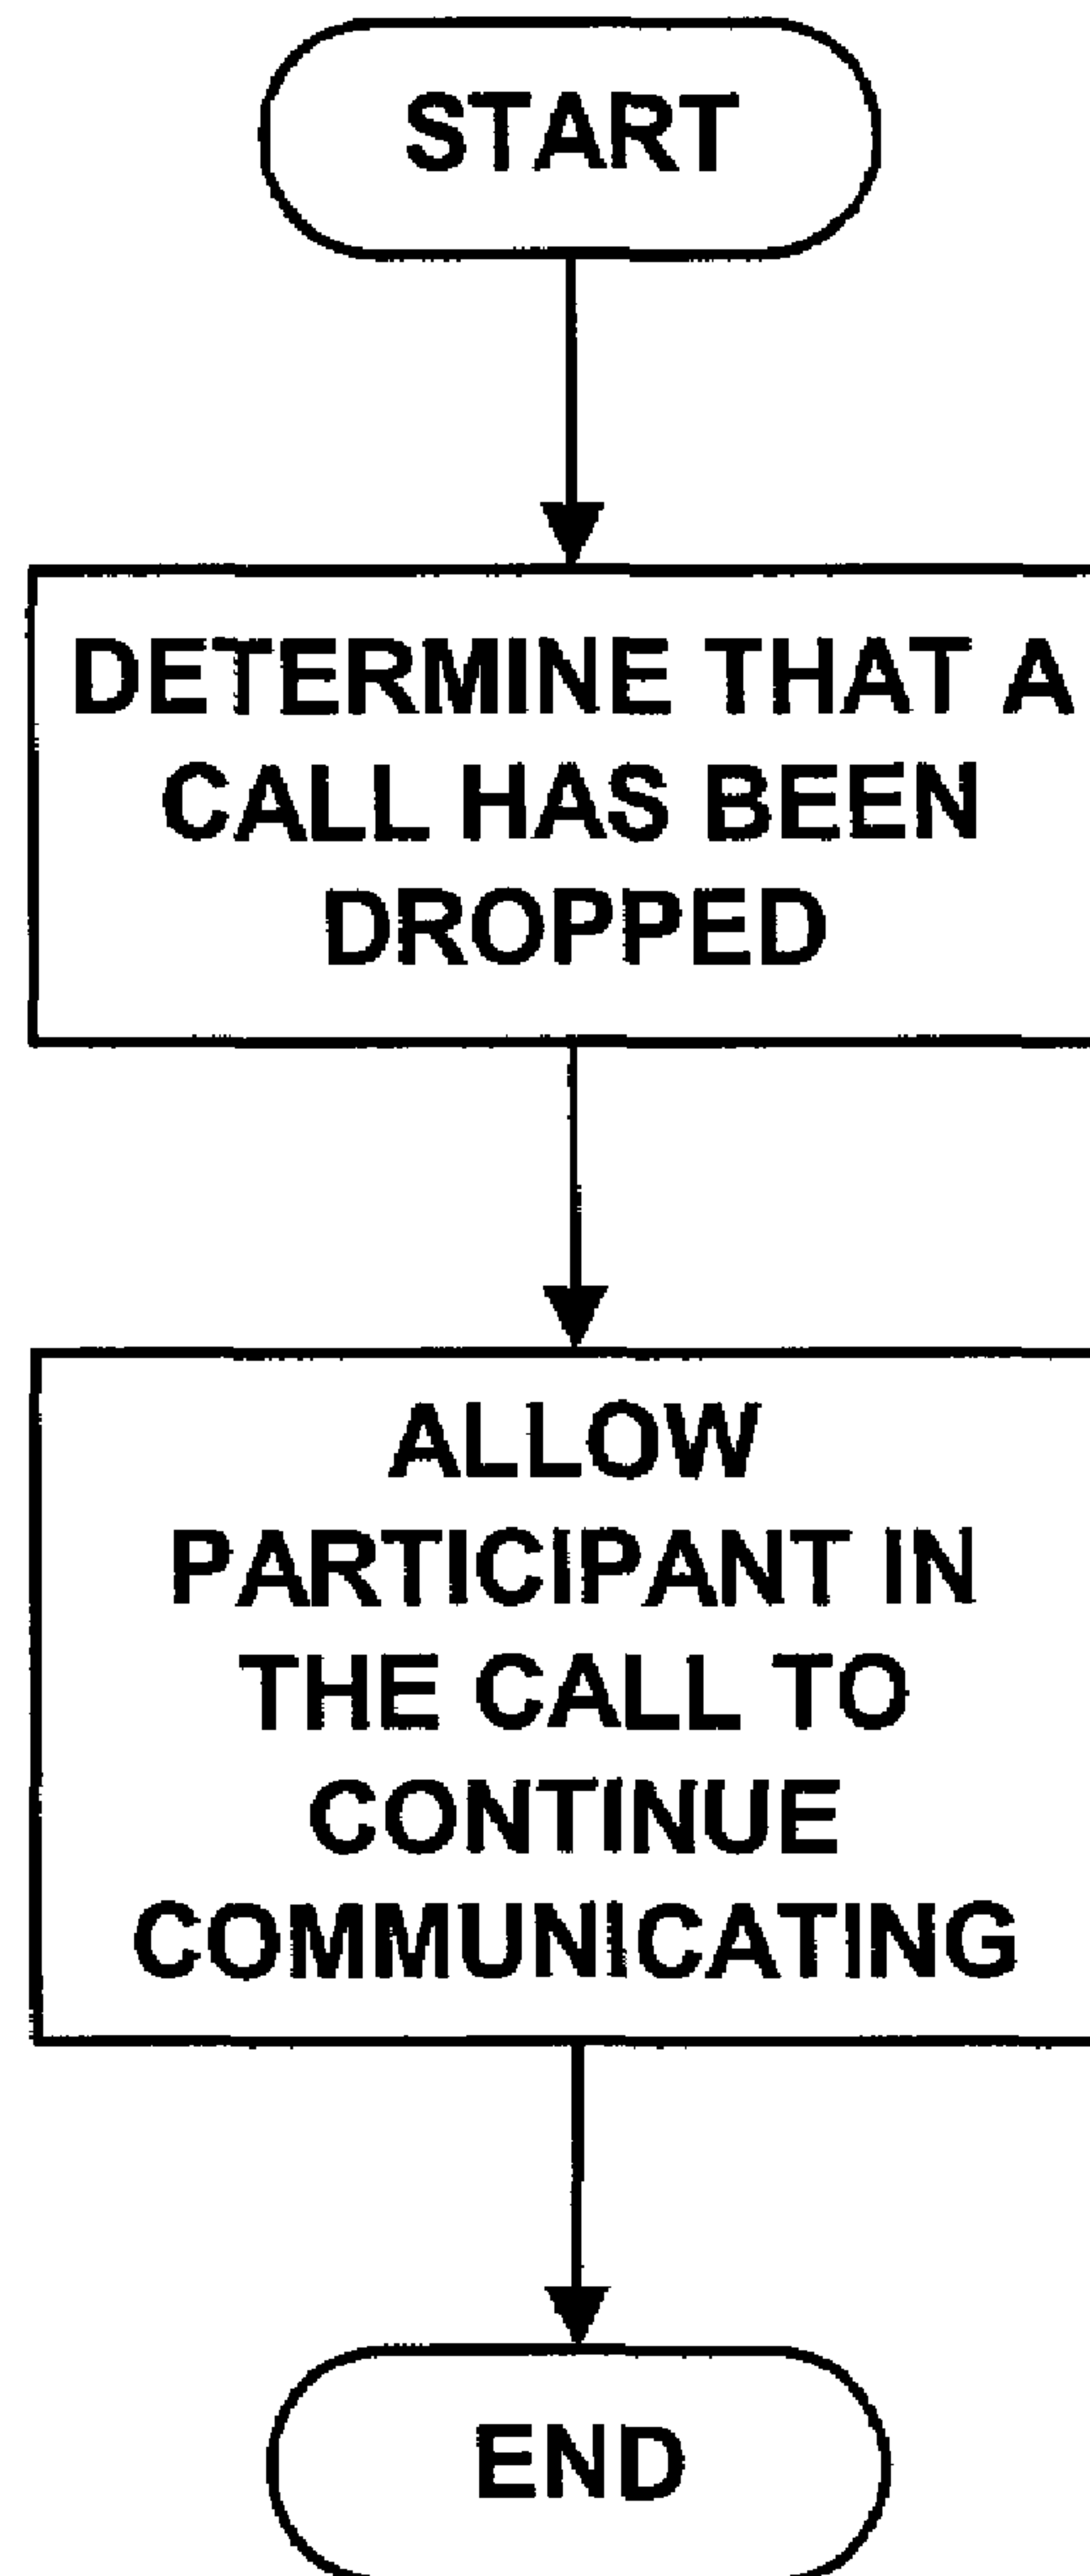 START
DETERMINE THAT A
CALL HAS BEEN
DROPPED
ALLOW
PARTICIPANT IN
THE CALL TO
CONTINUE
COMMUNICATING
END